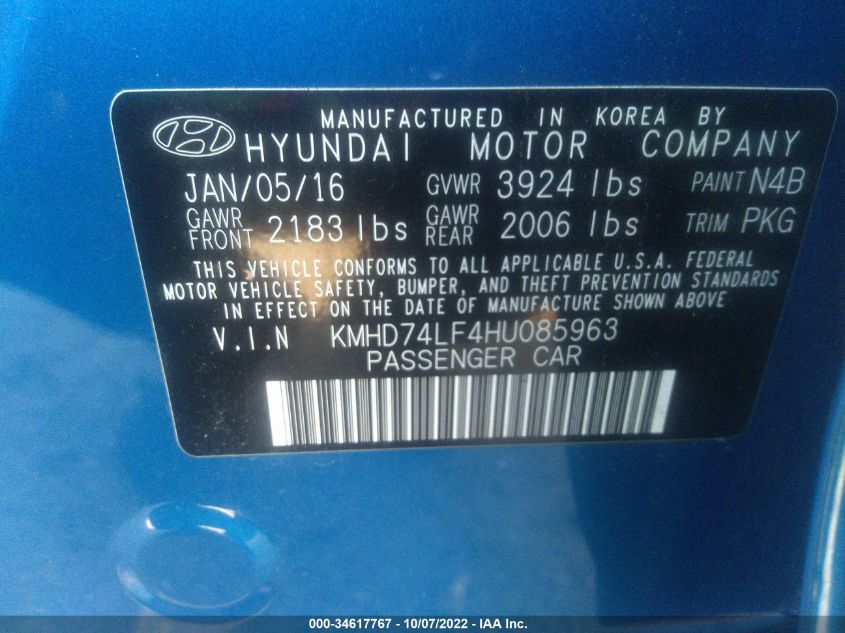 MANUFACTURED IN KOREA BY
HYUNDAI MOTOR COMPANY
JAN/05/16 GVWR 3924 lbs PAINT N4B
GAWR FRONT 2183 lbs GAWR REAR 2006 lbs TRIM PKG
THIS VEHICLE CONFORMS TO ALL APPLICABLE U.S.A. FEDERAL
MOTOR VEHICLE SAFETY, BUMPER, AND THEFT PREVENTION STANDARDS
IN EFFECT ON THE DATE OF MANUFACTURE SHOWN ABOVE
V.I.N KMHD74LF4HU085963
PASSENGER CAR
000-34617767 - 10/07/2022 - IAA Inc.